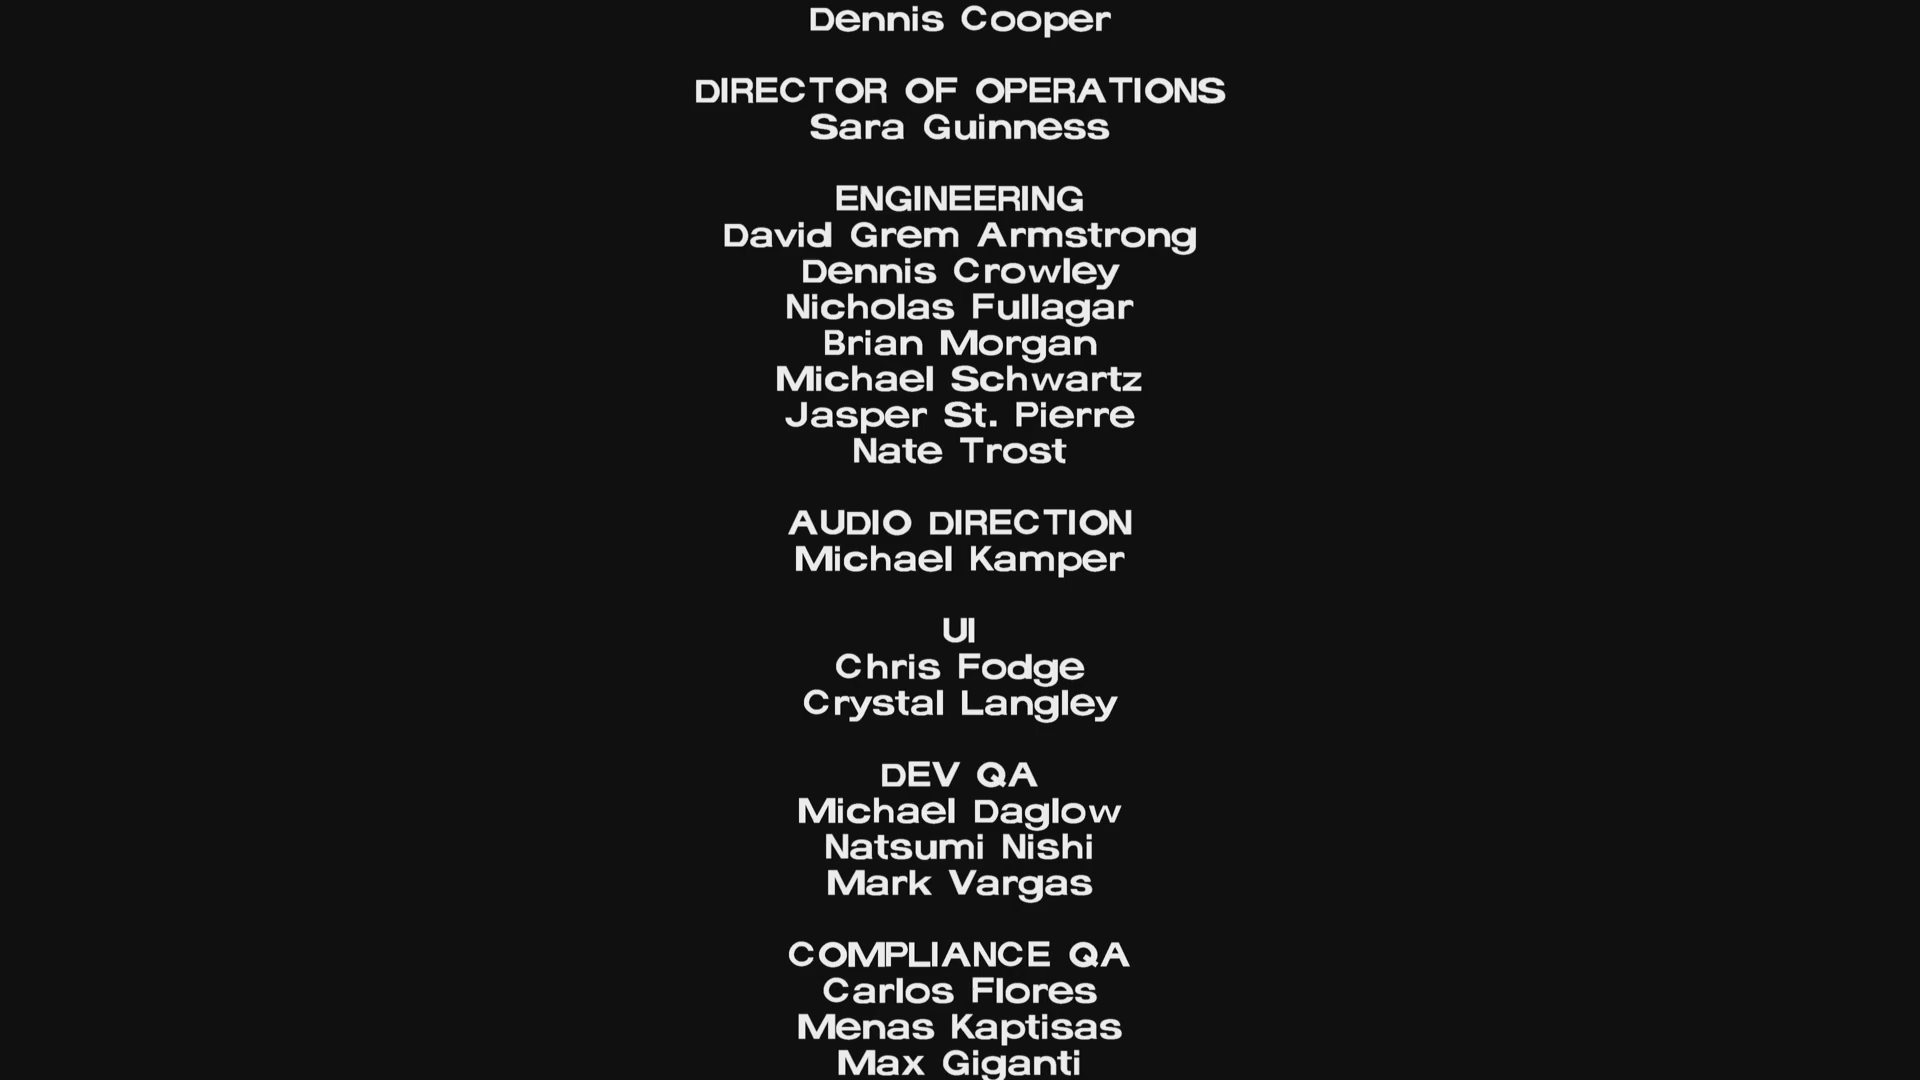 Dennis Cooper
DIRECTOR OF OPERATIONS
Sara Guinness
ENGINEERING
David Grem Armstrong
Dennis Crowley
Nicholas Fullagar
Brian Morgan
Michael Schwartz
Jasper St. Pierre
Nate Trost
AUDIO DIRECTION
Michael Kamper
UI
Chris Fodge
Crystal Langley
DEV QA
Michael Daglow
Natsumi Nishi
Mark Vargas
COMPLIANCE QA
Carlos Flores
Menas Kaptisas
Max Giganti